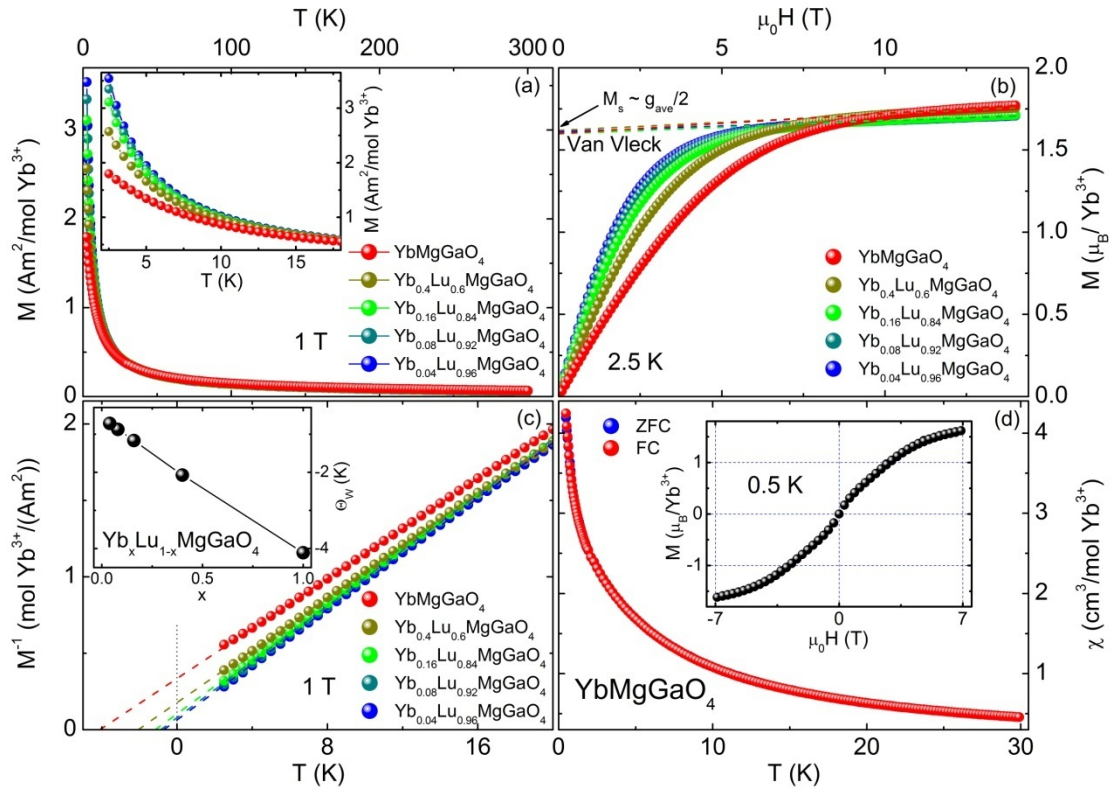 T (K)
0 100 200 300
μ₀H (T)
0 5 10
M (Am²/mol Yb³⁺)
3
2
1
0
(a)
M (Am²/mol Yb³⁺)
3
2
1
5 10 15
T (K)
YbMgGaO₄
Yb₀.₄Lu₀.₆MgGaO₄
Yb₀.₁₆Lu₀.₈₄MgGaO₄
Yb₀.₀₈Lu₀.₉₂MgGaO₄
Yb₀.₀₄Lu₀.₉₆MgGaO₄
1 T
(b)
Mₛ ~ gₐᵥₑ/2
Van Vleck
YbMgGaO₄
Yb₀.₄Lu₀.₆MgGaO₄
Yb₀.₁₆Lu₀.₈₄MgGaO₄
Yb₀.₀₈Lu₀.₉₂MgGaO₄
Yb₀.₀₄Lu₀.₉₆MgGaO₄
2.5 K
2.0
1.5
1.0
0.5
0.0
M (μ_B/ Yb³⁺)
M⁻¹ (mol Yb³⁺/(Am²))
2
1
0
(c)
-2
-4
Θ_W (K)
YbₓLu₁₋ₓMgGaO₄
0.0 0.5 1.0
x
YbMgGaO₄
Yb₀.₄Lu₀.₆MgGaO₄
Yb₀.₁₆Lu₀.₈₄MgGaO₄
Yb₀.₀₈Lu₀.₉₂MgGaO₄
Yb₀.₀₄Lu₀.₉₆MgGaO₄
1 T
0 8 16
T (K)
(d)
ZFC
FC
M (μ_B/Yb³⁺)
1
0
-1
0.5 K
-7 0 7
μ₀H (T)
YbMgGaO₄
4
3
2
1
χ (cm³/mol Yb³⁺)
0 10 20 30
T (K)